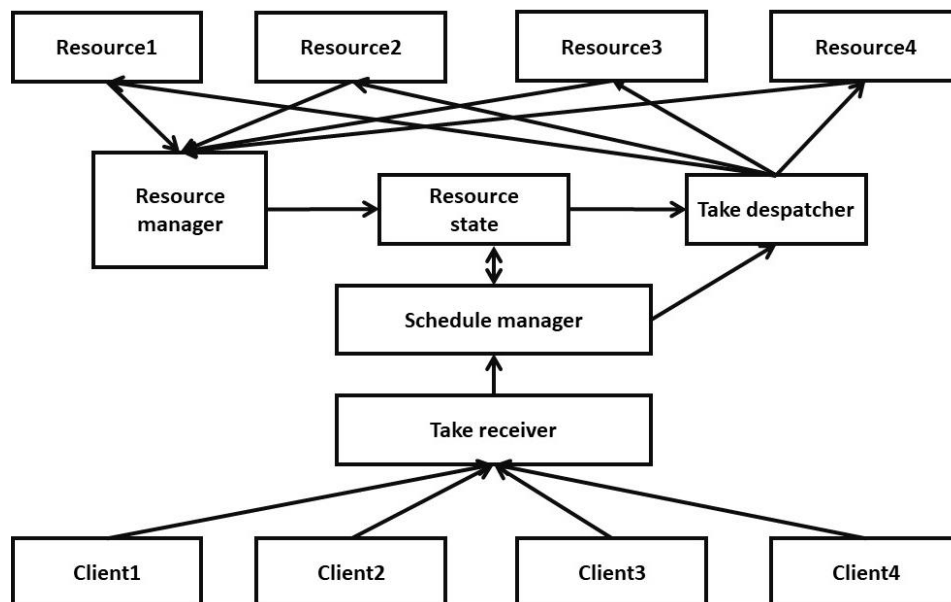 Resource1
Resource2
Resource3
Resource4
Resource
manager
Resource
state
Take despatcher
Schedule manager
Take receiver
Client1
Client2
Client3
Client4